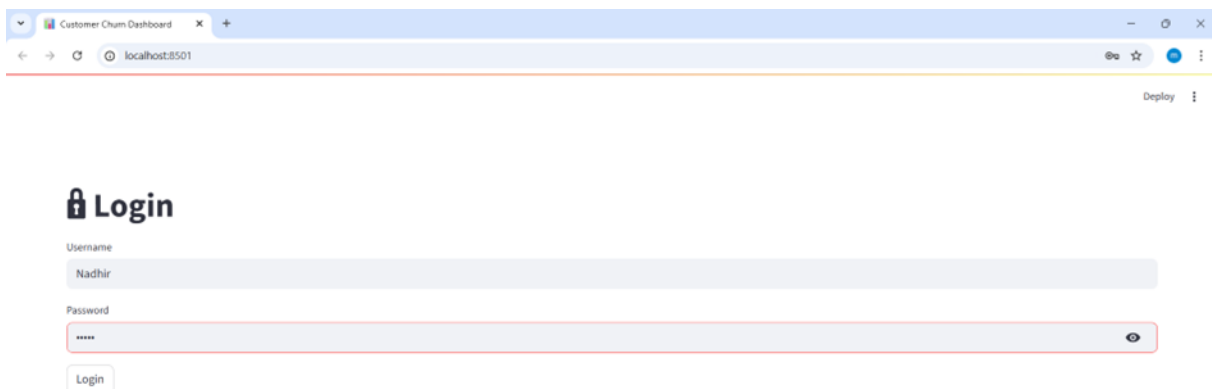 Customer Churn Dashboard
localhost:8501
Deploy
Login
Username
Nadhir
Password
•••••
Login